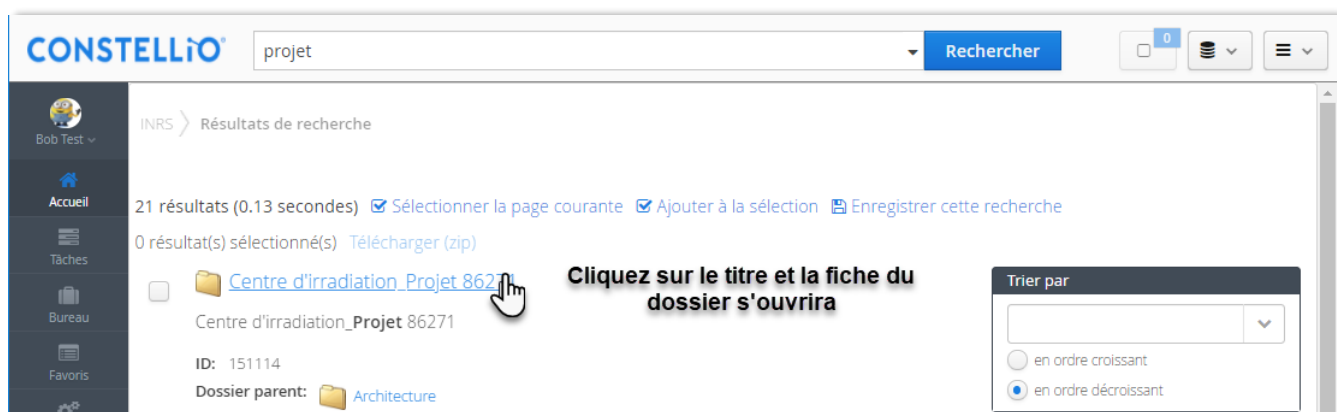 CONSTELLiO
projet
Rechercher
0
Bob Test
INRS
Résultats de recherche
Accueil
21 résultats (0.13 secondes) Sélectionner la page courante Ajouter à la sélection Enregistrer cette recherche
0 résultat(s) sélectionné(s) Télécharger (zip)
Tâches
Centre d'irradiation_Projet 86271
Cliquez sur le titre et la fiche du
dossier s'ouvrira
Trier par
Bureau
Centre d'irradiation_Projet 86271
ID: 151114
en ordre croissant
Favoris
Dossier parent: Architecture
en ordre décroissant